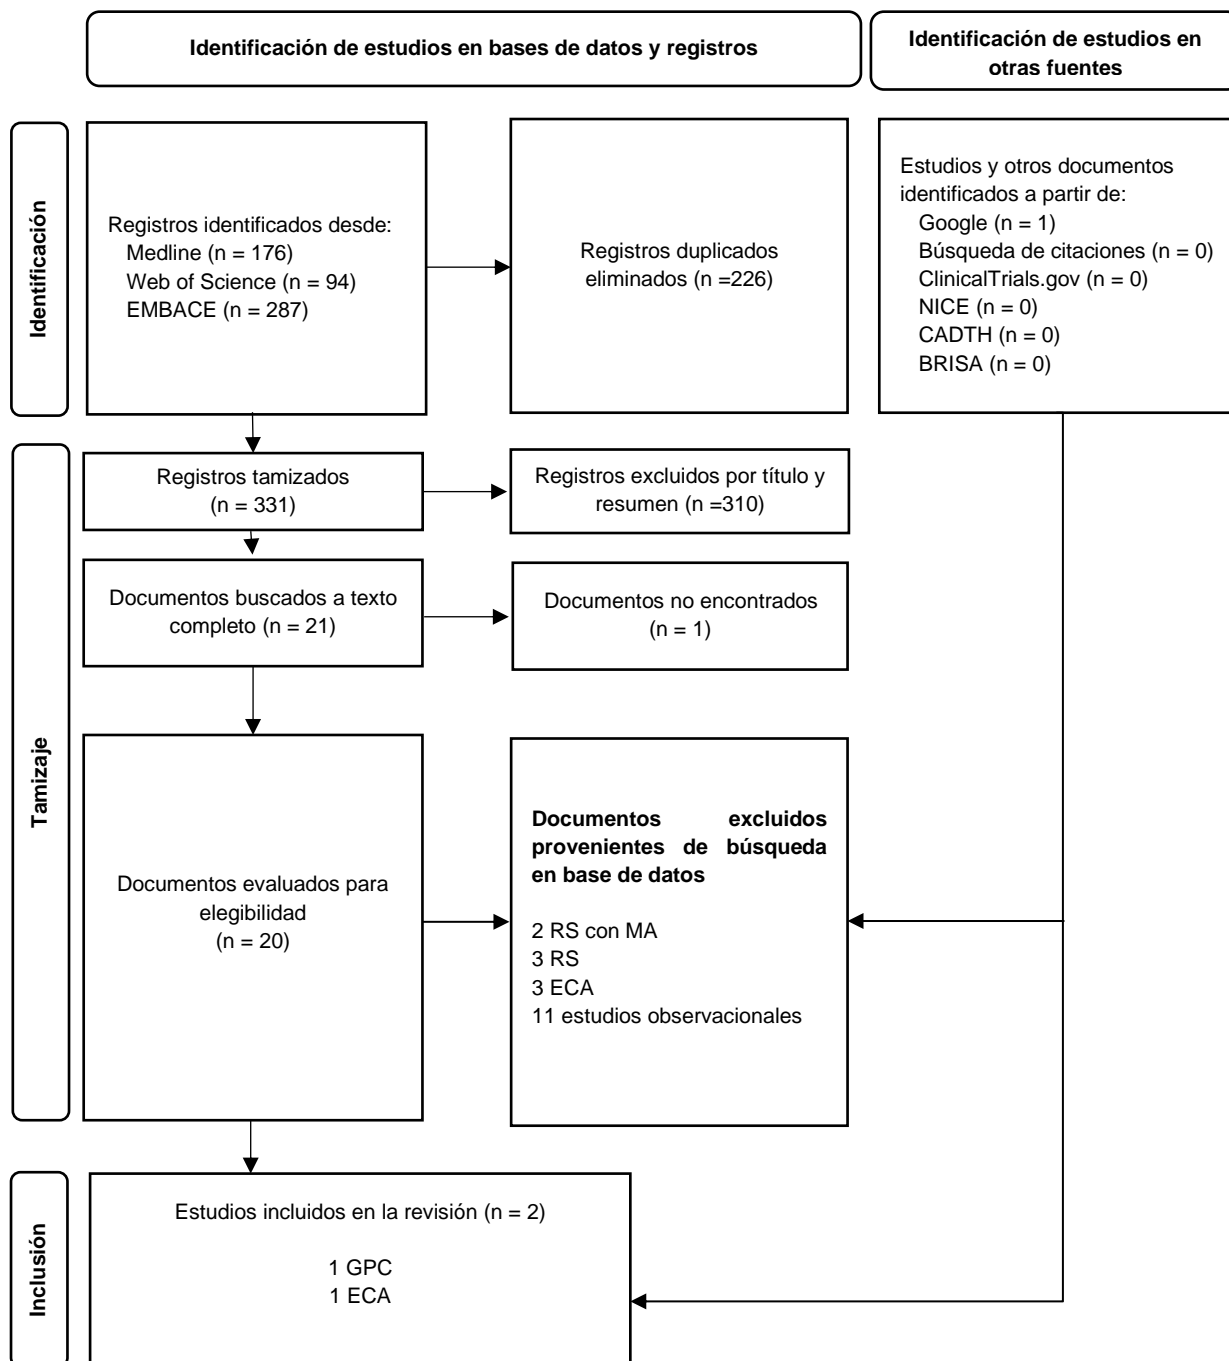 Identificación de estudios en bases de datos y registros
Identificación de estudios en
otras fuentes
Identificación
Registros identificados desde:
Medline (n = 176)
Web of Science (n = 94)
EMBACE (n = 287)
Registros duplicados
eliminados (n =226)
Estudios y otros documentos
identificados a partir de:
Google (n = 1)
Búsqueda de citaciones (n = 0)
ClinicalTrials.gov (n = 0)
NICE (n = 0)
CADTH (n = 0)
BRISA (n = 0)
Tamizaje
Registros tamizados
(n = 331)
Registros excluidos por título y
resumen (n =310)
Documentos buscados a texto
completo (n = 21)
Documentos no encontrados
(n = 1)
Documentos evaluados para
elegibilidad
(n = 20)
Documentos excluidos
provenientes de búsqueda
en base de datos
2 RS con MA
3 RS
3 ECA
11 estudios observacionales
Inclusión
Estudios incluidos en la revisión (n = 2)
1 GPC
1 ECA